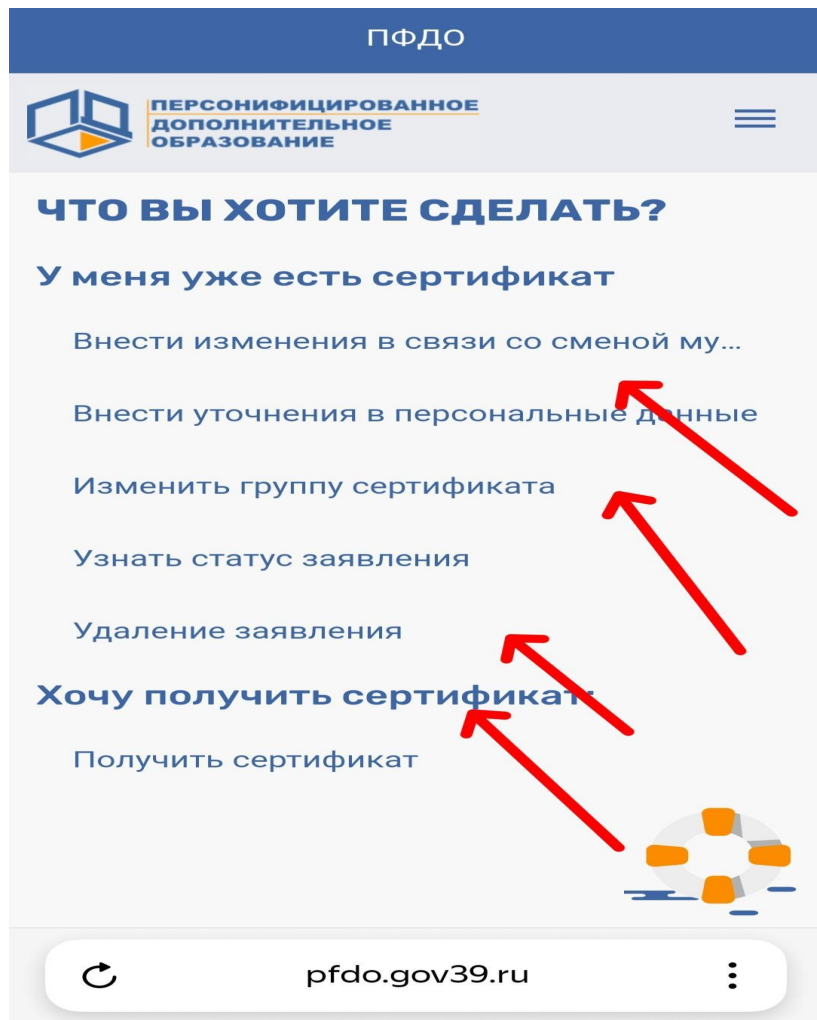 ПФДО
ПЕРСОНИФИЦИРОВАННОЕ
ДОПОЛНИТЕЛЬНОЕ
ОБРАЗОВАНИЕ
ЧТО ВЫ ХОТИТЕ СДЕЛАТЬ?
У меня уже есть сертификат
Внести изменения в связи со сменой му...
Внести уточнения в персональные данные
Изменить группу сертификата
Узнать статус заявления
Удаление заявления
Хочу получить сертификат:
Получить сертификат
pfdo.gov39.ru